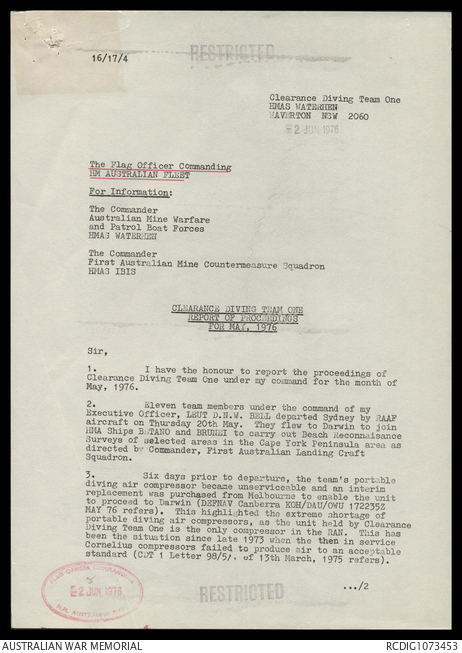 RESTRICTED
16/17/4
Clearance Diving Team One
HMAS WATERHEN
WAVERTON NSW 2060
2 JUN 1976
The Flag Officer Commanding
HM AUSTRALIAN FLEET
For Information:
The Commander
Australian Mine Warfare
and Patrol Boat Forces
HMAS WATERHEN
The Commander
First Australian Mine Countermeasure Squadron
HMAS IBIS
CLEARANCE DIVING TEAM ONE
REPORT OF PROCEEDINGS
FOR MAY, 1976
Sir,
1. I have the honour to report the proceedings of
Clearance Diving Team One under my command for the month of
May, 1976.
2. Eleven team members under the command of my
Executive Officer, LEUT D.N.W. BELL departed Sydney by RAAF
aircraft on Thursday 20th May. They flew to Darwin to join
HMA Ships BETANO and BRUNEI to carry out Beach Reconnaisance
Surveys of selected areas in the Cape York Peninsula area as
directed by Commander, First Australian Landing Craft
Squadron.
3. Six days prior to departure, the team's portable
diving air compressor became unserviceable and an interim
replacement was purchased from Melbourne to enable the unit
to proceed to Darwin (DEFNAV Canberra KOH/DAU/OWU 172235Z
MAY 76 refers). This highlighted the extreme shortage of
portable diving air compressors, as the unit held by Clearance
Diving Team One is the only compressor in the RAN. This has
been the situation since late 1973 when the then in service
Cornelius compressors failed to produce air to an acceptable
standard (CDT 1 Letter 98/5/. of 13th March, 1975 refers).
.../2
FLAG OFFICER COMMANDING
2 JUN 1976
H.M. AUSTRALIAN FLEET
RESTRICTED
AUSTRALIAN WAR MEMORIAL
RCDIG1073453